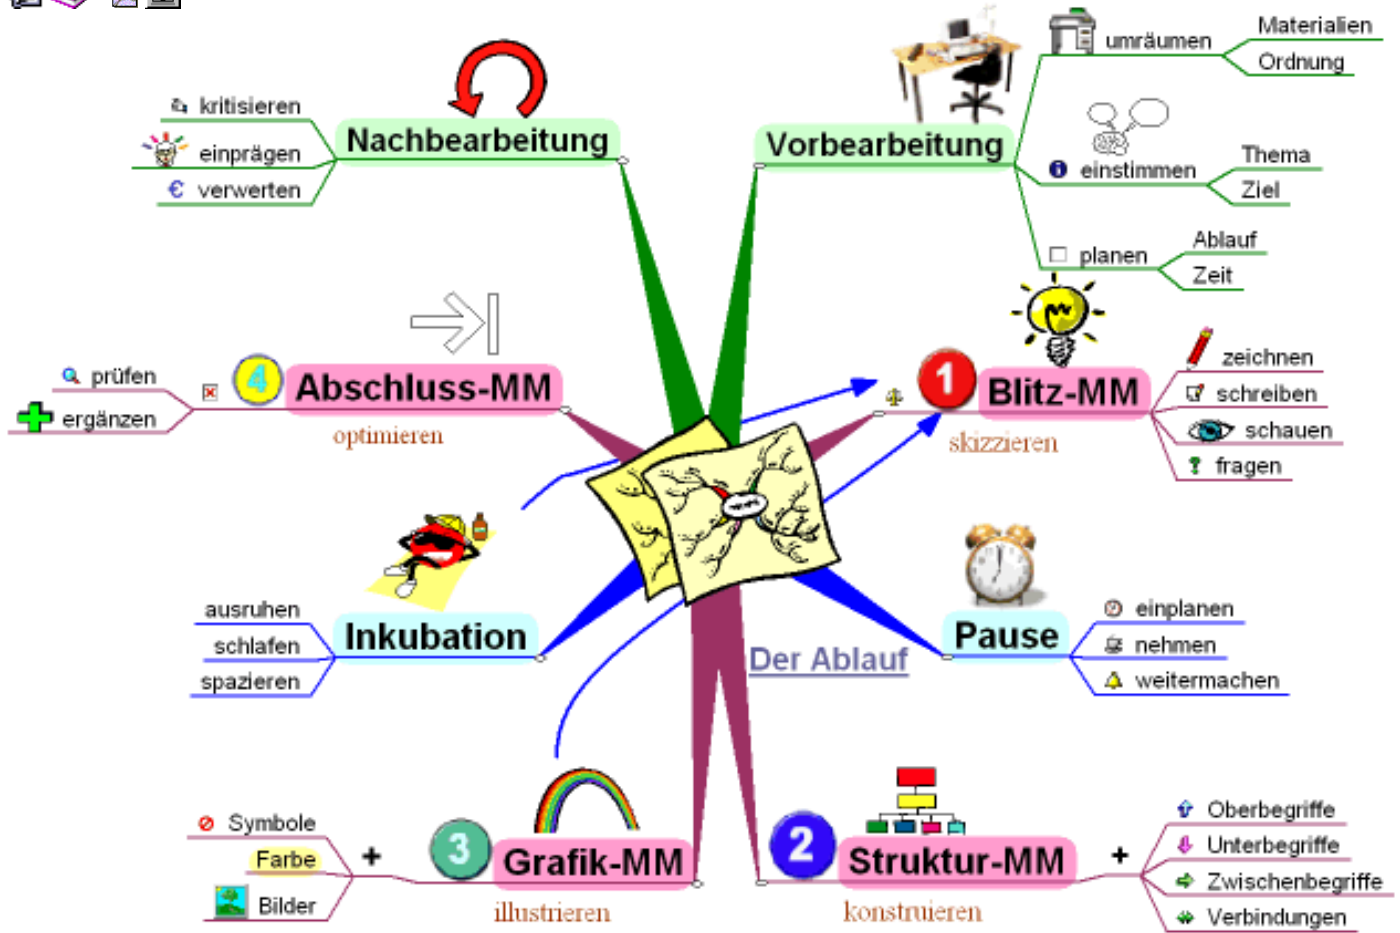 Vorbearbeitung
umräumen
Materialien
Ordnung
einstimmen
Thema
Ziel
planen
Ablauf
Zeit
1
Blitz-MM
skizzieren
zeichnen
schreiben
schauen
fragen
Pause
einplanen
nehmen
weitermachen
Der Ablauf
2
Struktur-MM
konstruieren
+
Oberbegriffe
Unterbegriffe
Zwischenbegriffe
Verbindungen
3
Grafik-MM
illustrieren
+
Symbole
Farbe
Bilder
Inkubation
ausruhen
schlafen
spazieren
4
Abschluss-MM
optimieren
prüfen
ergänzen
Nachbearbeitung
kritisieren
einprägen
€ verwerten